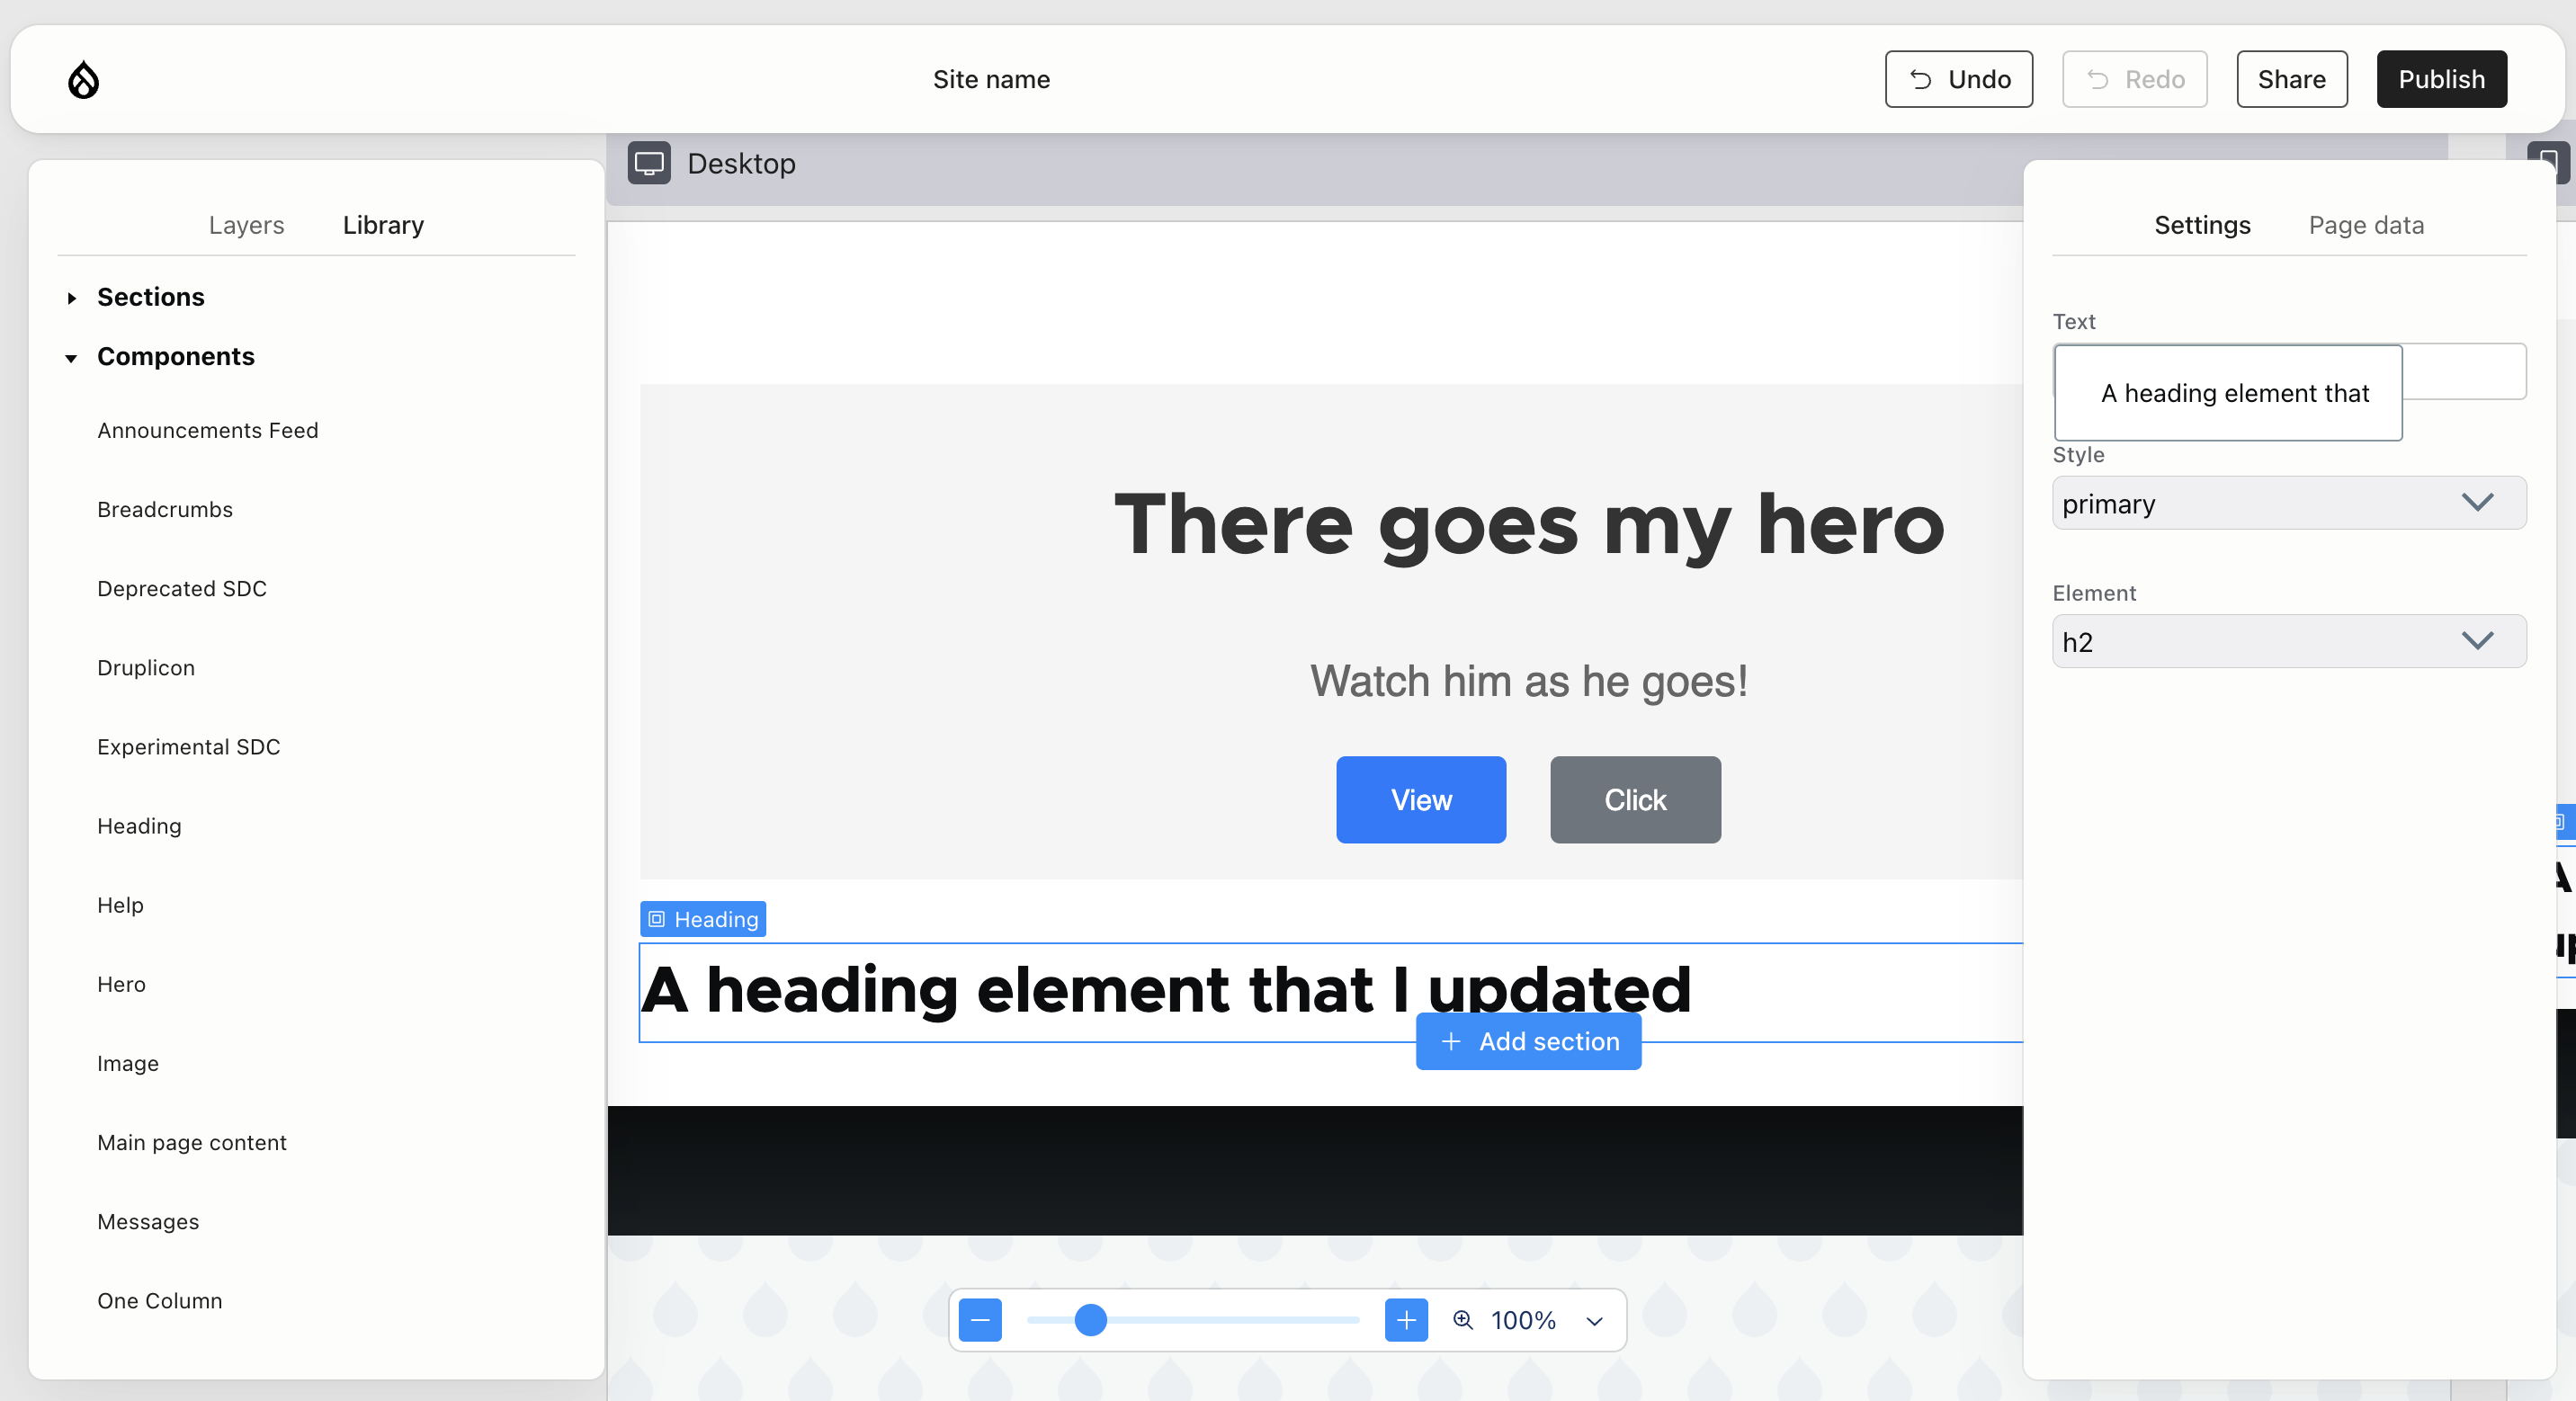 Site name
Undo
Redo
Share
Publish
Layers
Library
Sections
Components
Announcements Feed
Breadcrumbs
Deprecated SDC
Druplicon
Experimental SDC
Heading
Help
Hero
Image
Main page content
Messages
One Column
Desktop
There goes my hero
Watch him as he goes!
View
Click
Heading
A heading element that I updated
Add section
100%
Settings
Page data
Text
A heading element that
Style
primary
Element
h2
A
up